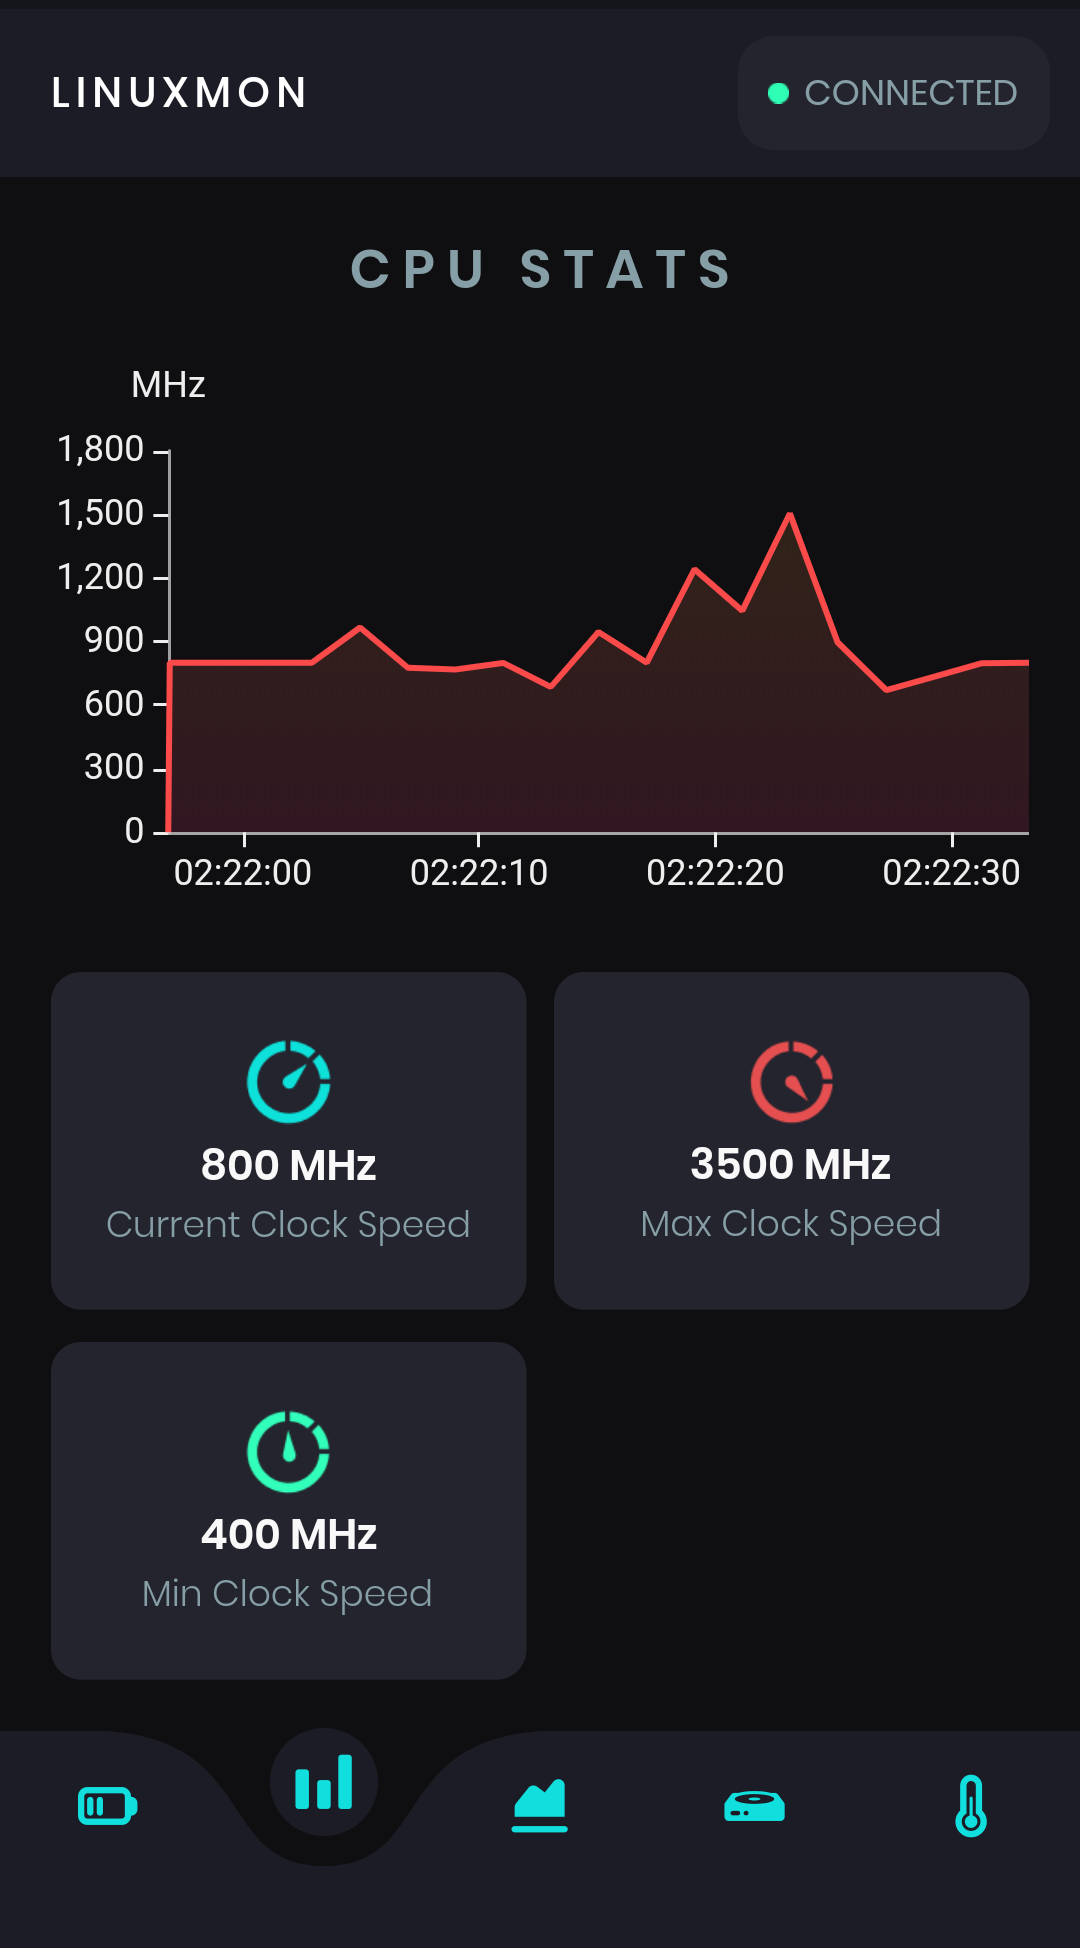 LINUXMON
CONNECTED
CPU STATS
MHz
1,800
1,500
1,200
900
600
300
0
02:22:00 02:22:10 02:22:20 02:22:30
800 MHz
Current Clock Speed
3500 MHz
Max Clock Speed
400 MHz
Min Clock Speed